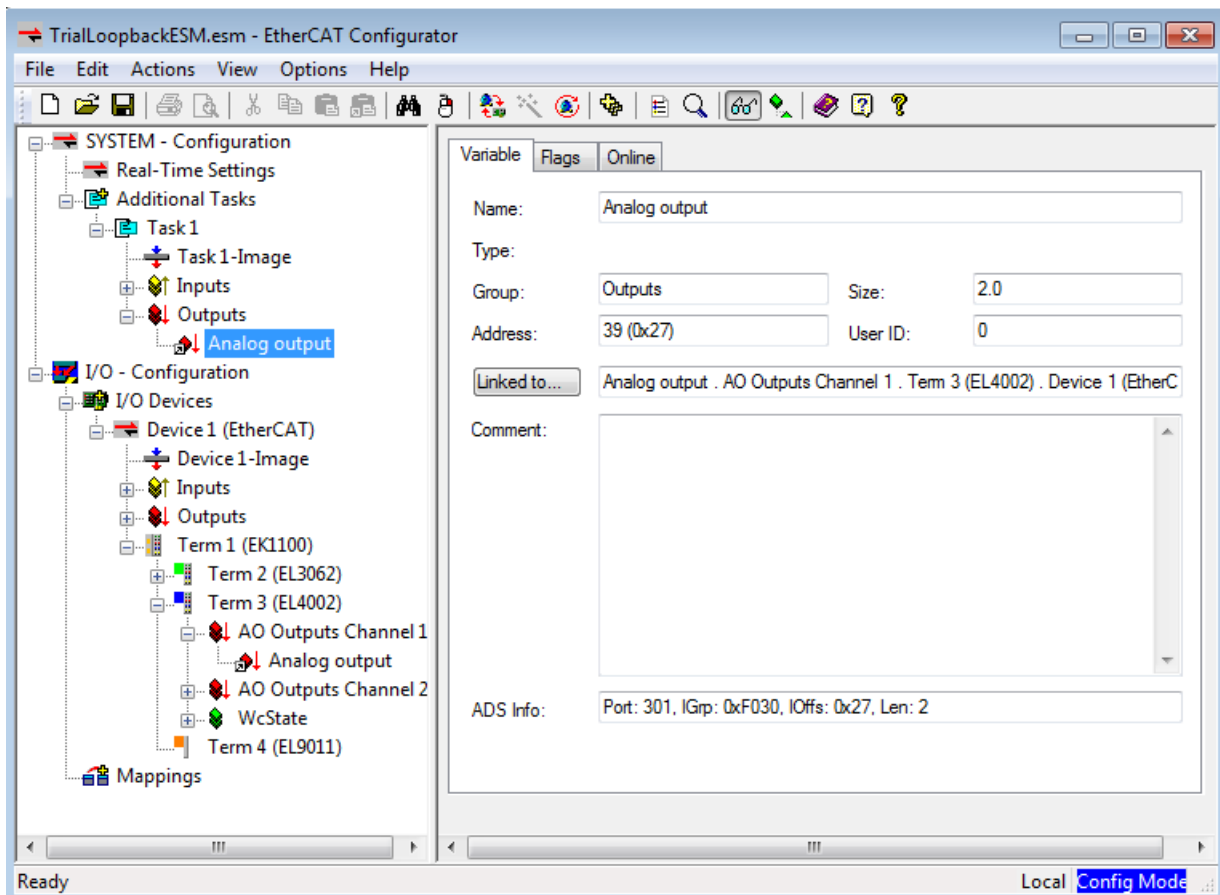 TrialLoopbackESM.esm - EtherCAT Configurator
File Edit Actions View Options Help
SYSTEM - Configuration
Real-Time Settings
Additional Tasks
Task 1
Task 1-Image
Inputs
Outputs
Analog output
I/O - Configuration
I/O Devices
Device 1 (EtherCAT)
Device 1-Image
Inputs
Outputs
Term 1 (EK1100)
Term 2 (EL3062)
Term 3 (EL4002)
AO Outputs Channel 1
Analog output
AO Outputs Channel 2
WcState
Term 4 (EL9011)
Mappings
Variable Flags Online
Name: Analog output
Type:
Group: Outputs Size: 2.0
Address: 39 (0x27) User ID: 0
Linked to... Analog output . AO Outputs Channel 1 . Term 3 (EL4002) . Device 1 (EtherC
Comment:
ADS Info: Port: 301, IGrp: 0xF030, IOffs: 0x27, Len: 2
Ready Local Config Mode